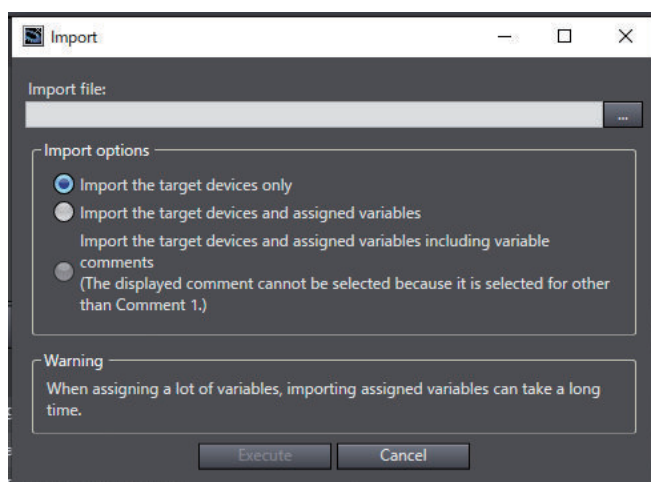 Import
Import file:
...
Import options
Import the target devices only
Import the target devices and assigned variables
Import the target devices and assigned variables including variable
comments
(The displayed comment cannot be selected because it is selected for other
than Comment 1.)
Warning
When assigning a lot of variables, importing assigned variables can take a long
time.
Execute Cancel